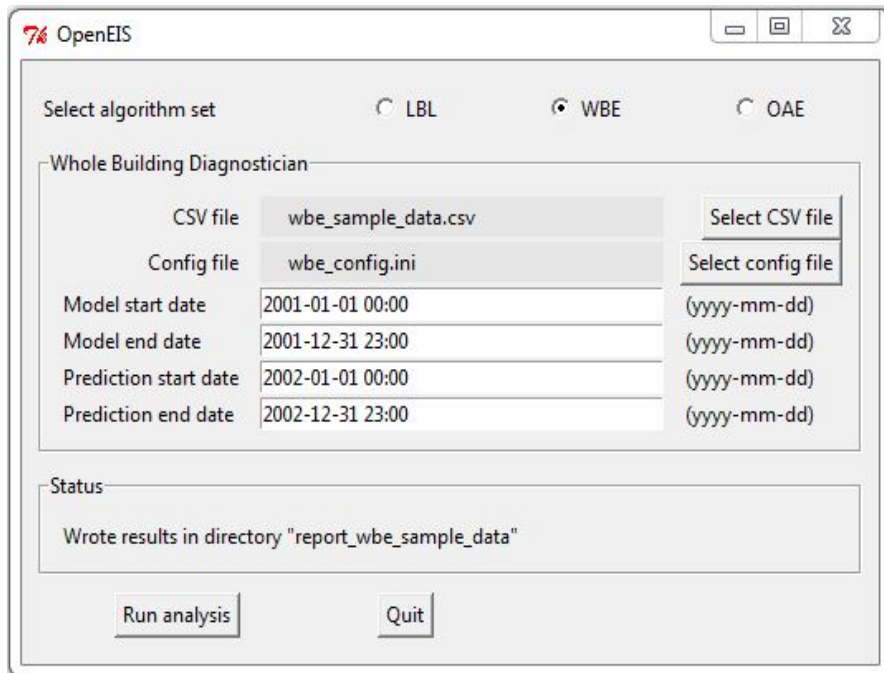 OpenEIS
Select algorithm set LBL WBE OAE
Whole Building Diagnostician
CSV file wbe_sample_data.csv Select CSV file
Config file wbe_config.ini Select config file
Model start date 2001-01-01 00:00 (yyyy-mm-dd)
Model end date 2001-12-31 23:00 (yyyy-mm-dd)
Prediction start date 2002-01-01 00:00 (yyyy-mm-dd)
Prediction end date 2002-12-31 23:00 (yyyy-mm-dd)
Status
Wrote results in directory "report_wbe_sample_data"
Run analysis Quit